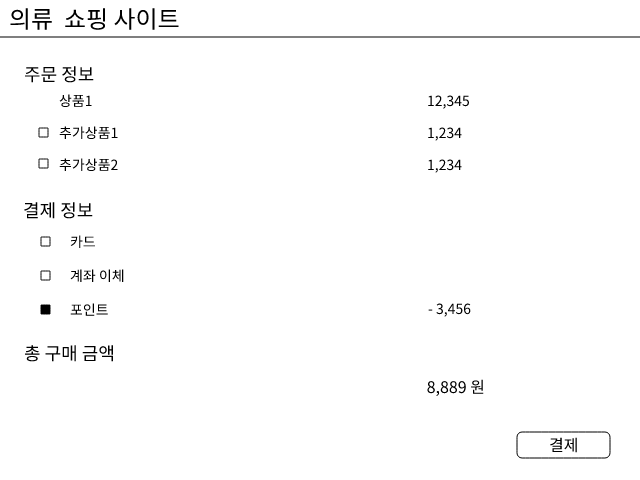 의류 쇼핑 사이트
주문 정보
상품1 12,345
추가상품1 1,234
추가상품2 1,234
결제 정보
카드
계좌 이체
포인트 - 3,456
총 구매 금액
8,889 원
결제